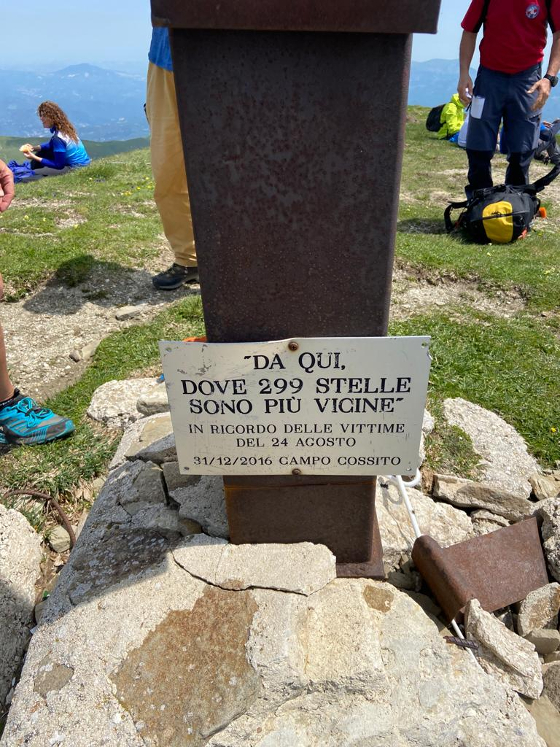 "DA QUI,
DOVE 299 STELLE
SONO PIÙ VICINE"
IN RICORDO DELLE VITTIME
DEL 24 AGOSTO
31/12/2016 CAMPO COSSITO